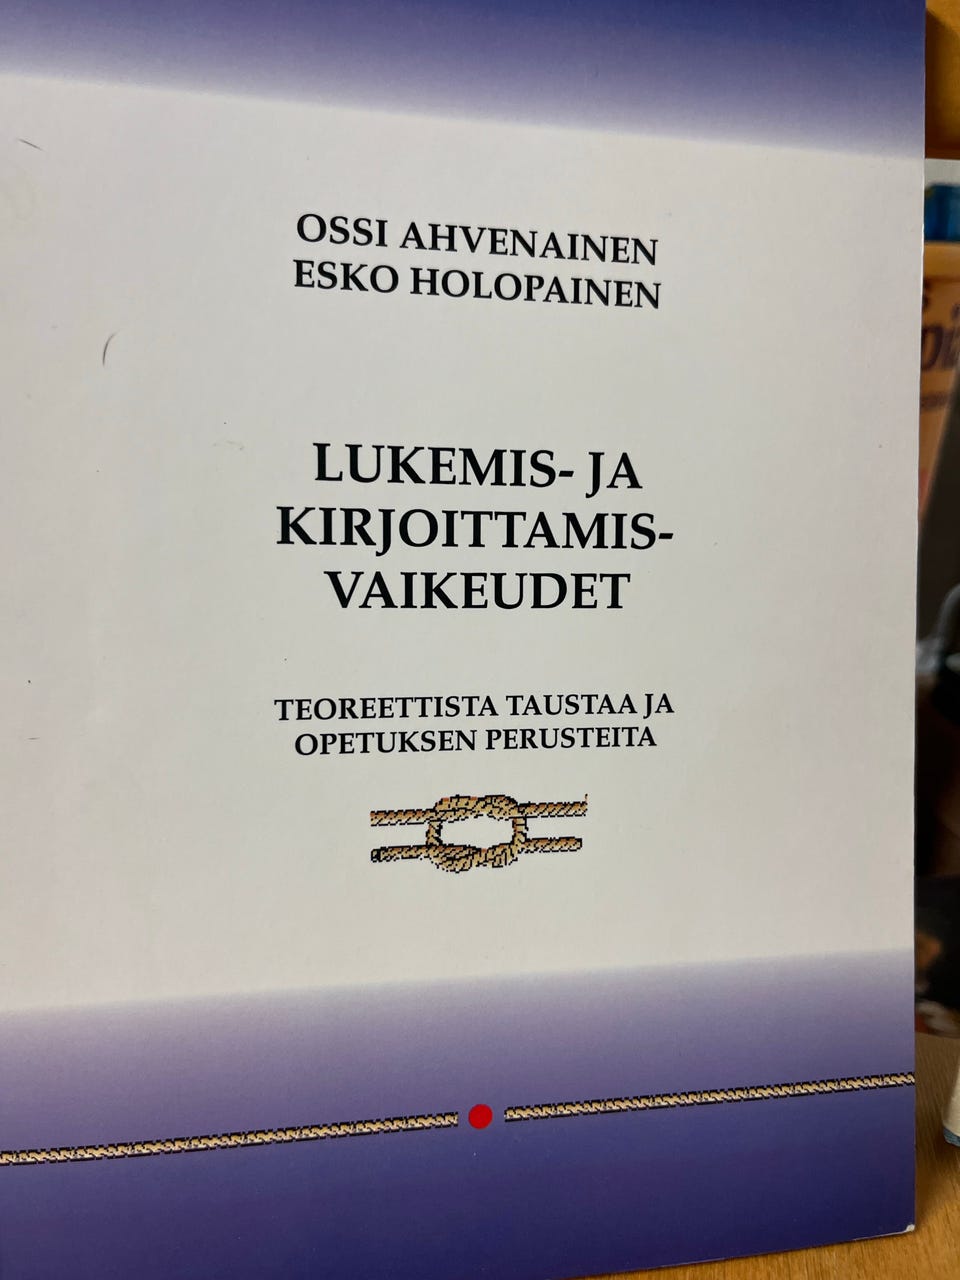 OSSI AHVENAINEN
ESKO HOLOPAINEN
LUKEMIS- JA
KIRJOITTAMIS-
VAIKEUDET
TEOREETTISTA TAUSTAA JA
OPETUKSEN PERUSTEITA